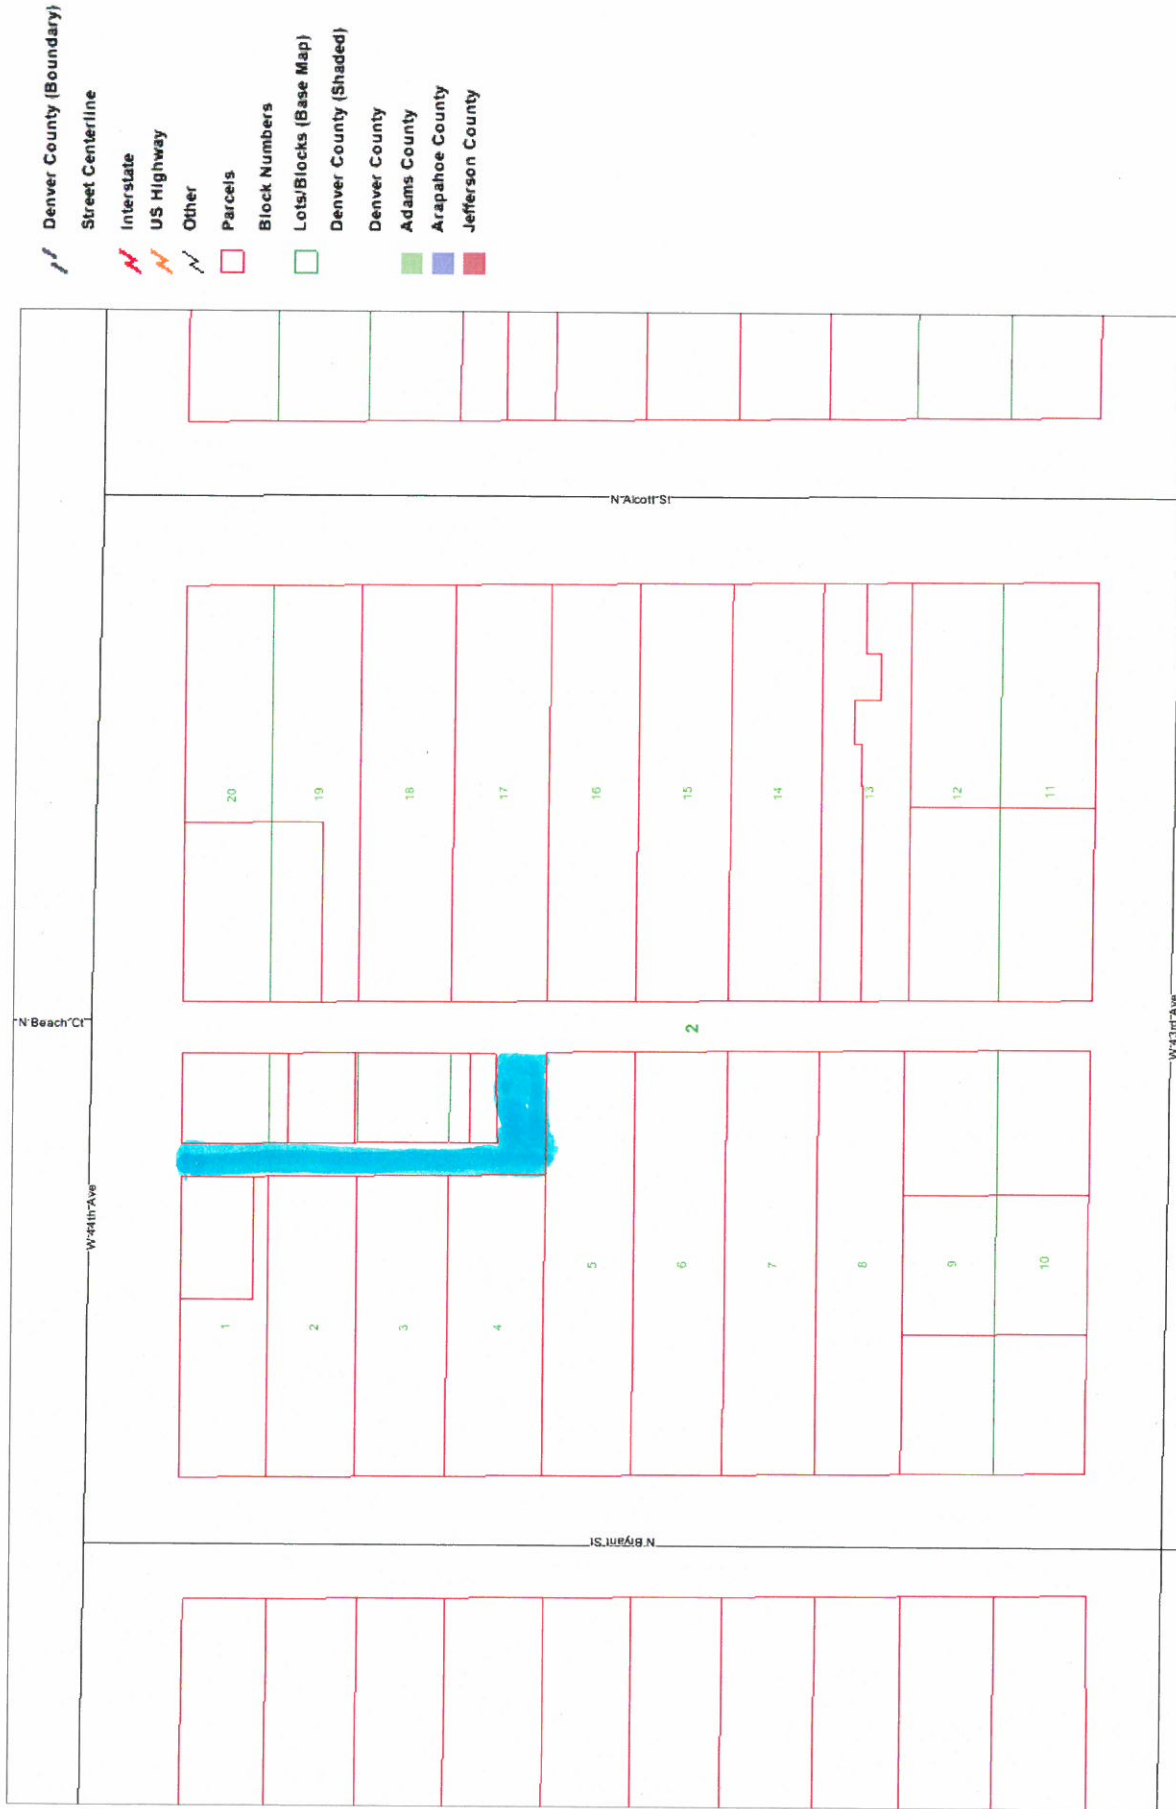 Denver County (Boundary)
Street Centerline
Interstate
US Highway
Other
Parcels
Block Numbers
Lots/Blocks (Base Map)
Denver County (Shaded)
Denver County
Adams County
Arapahoe County
Jefferson County
N Beach Ct
W 44th Ave
N Alcott St
N Bryant St
W 43rd Ave
20
19
18
17
16
15
14
13
12
11
2
1
2
3
4
5
6
7
8
9
10